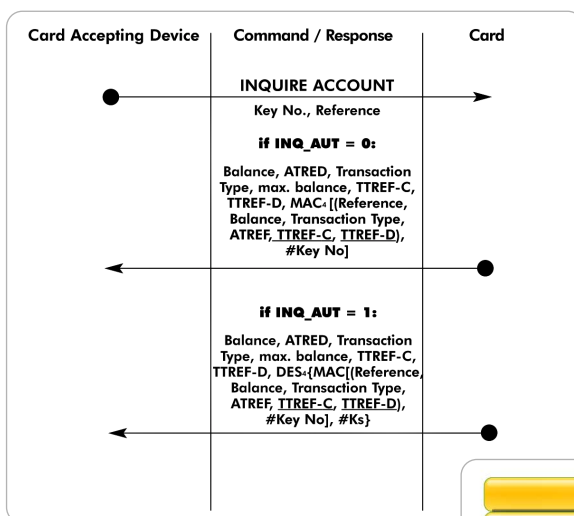 Card Accepting Device Command / Response Card
INQUIRE ACCOUNT
Key No., Reference
if INQ_AUT = 0:
Balance, ATRED, Transaction
Type, max. balance, TTREF-C,
TTREF-D, MAC₄ [(Reference,
Balance, Transaction Type,
ATREF, TTREF-C, TTREF-D),
#Key No]
if INQ_AUT = 1:
Balance, ATRED, Transaction
Type, max. balance, TTREF-C,
TTREF-D, DES₄{MAC[(Reference,
Balance, Transaction Type,
ATREF, TTREF-C, TTREF-D),
#Key No], #Ks}